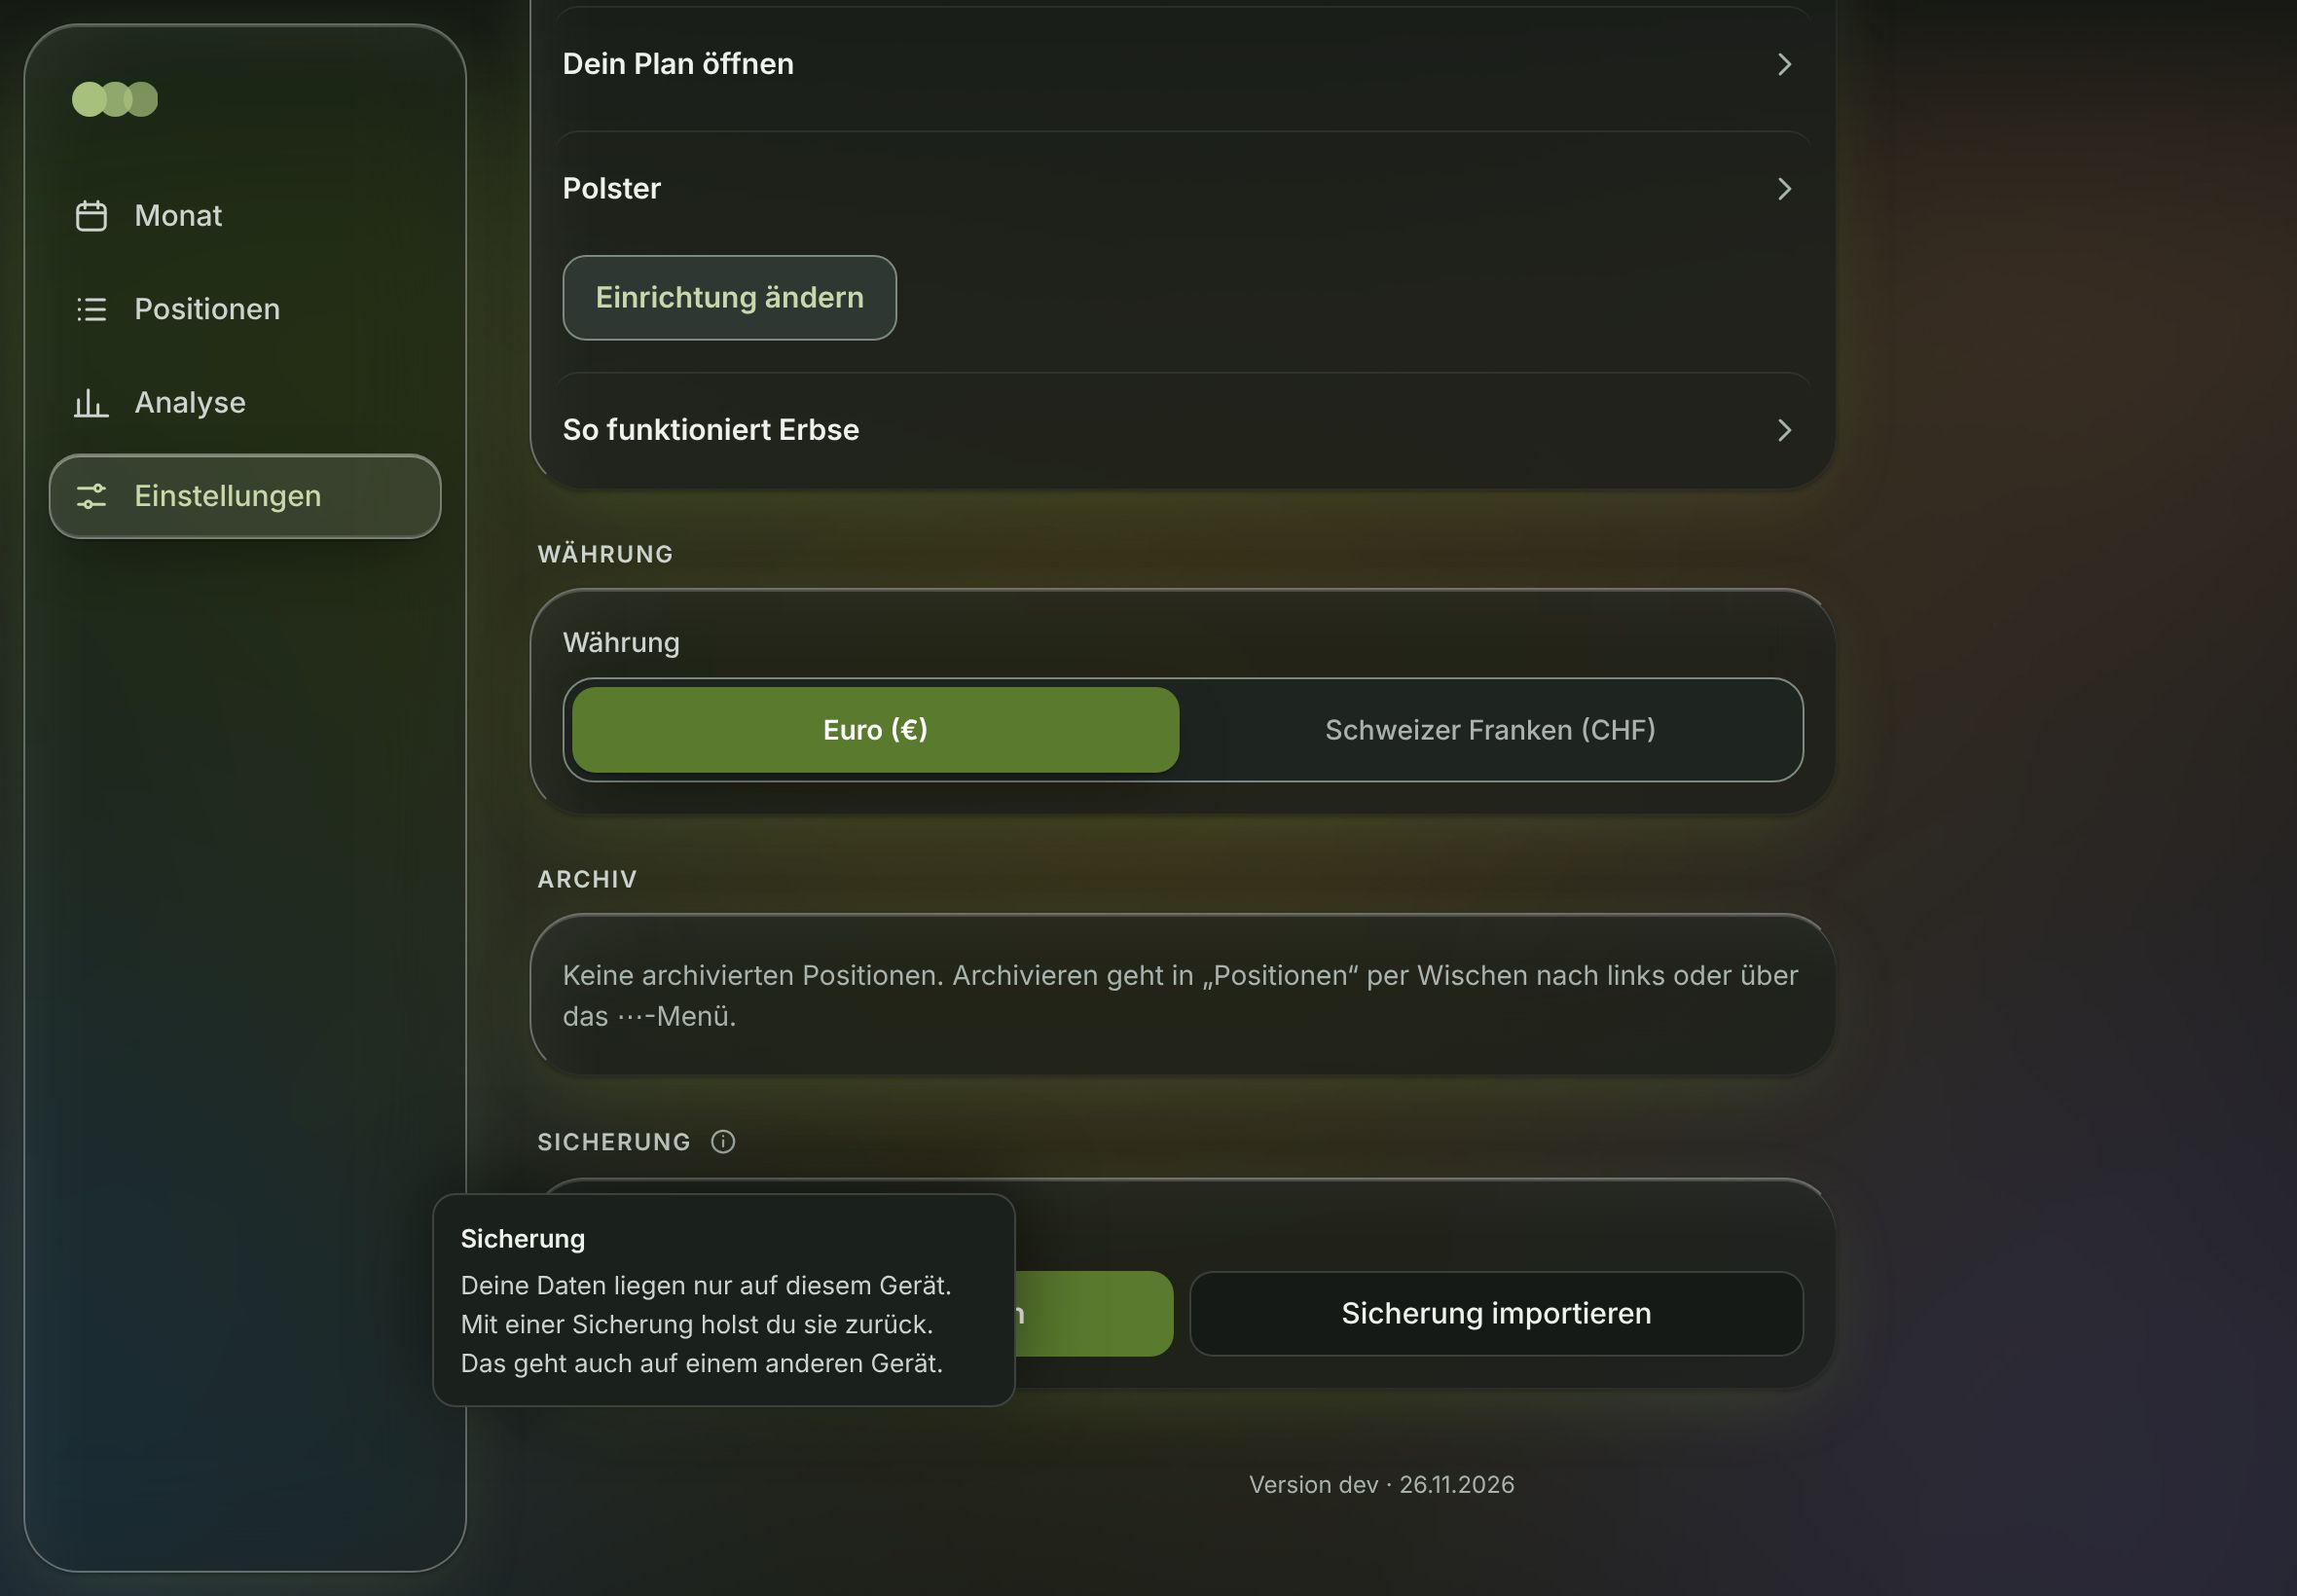 Monat
Positionen
Analyse
Einstellungen
Dein Plan öffnen
Polster
Einrichtung ändern
So funktioniert Erbse
WÄHRUNG
Währung
Euro (€)
Schweizer Franken (CHF)
ARCHIV
Keine archivierten Positionen. Archivieren geht in „Positionen“ per Wischen nach links oder über
das ⋯-Menü.
SICHERUNG
Sicherung
Deine Daten liegen nur auf diesem Gerät.
Mit einer Sicherung holst du sie zurück.
Das geht auch auf einem anderen Gerät.
Sicherung importieren
Version dev · 26.11.2026